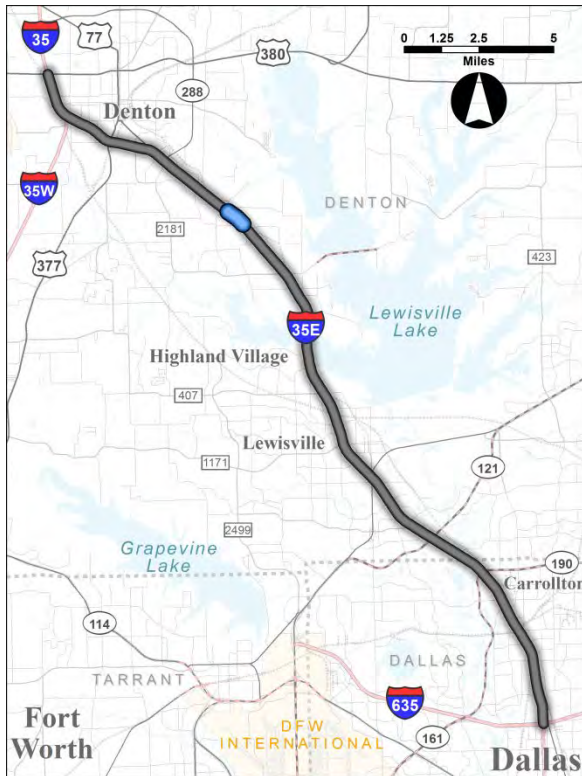 35
77
380
0 1.25 2.5 5
Miles
288
Denton
35W
DENTON
2181
377
423
Lewisville
Lake
35E
Highland Village
407
Lewisville
1171
121
2499
Grapevine
Lake
190
Carrollton
114
DALLAS
TARRANT
635
Fort
Worth
DFW
INTERNATIONAL
161
Dallas